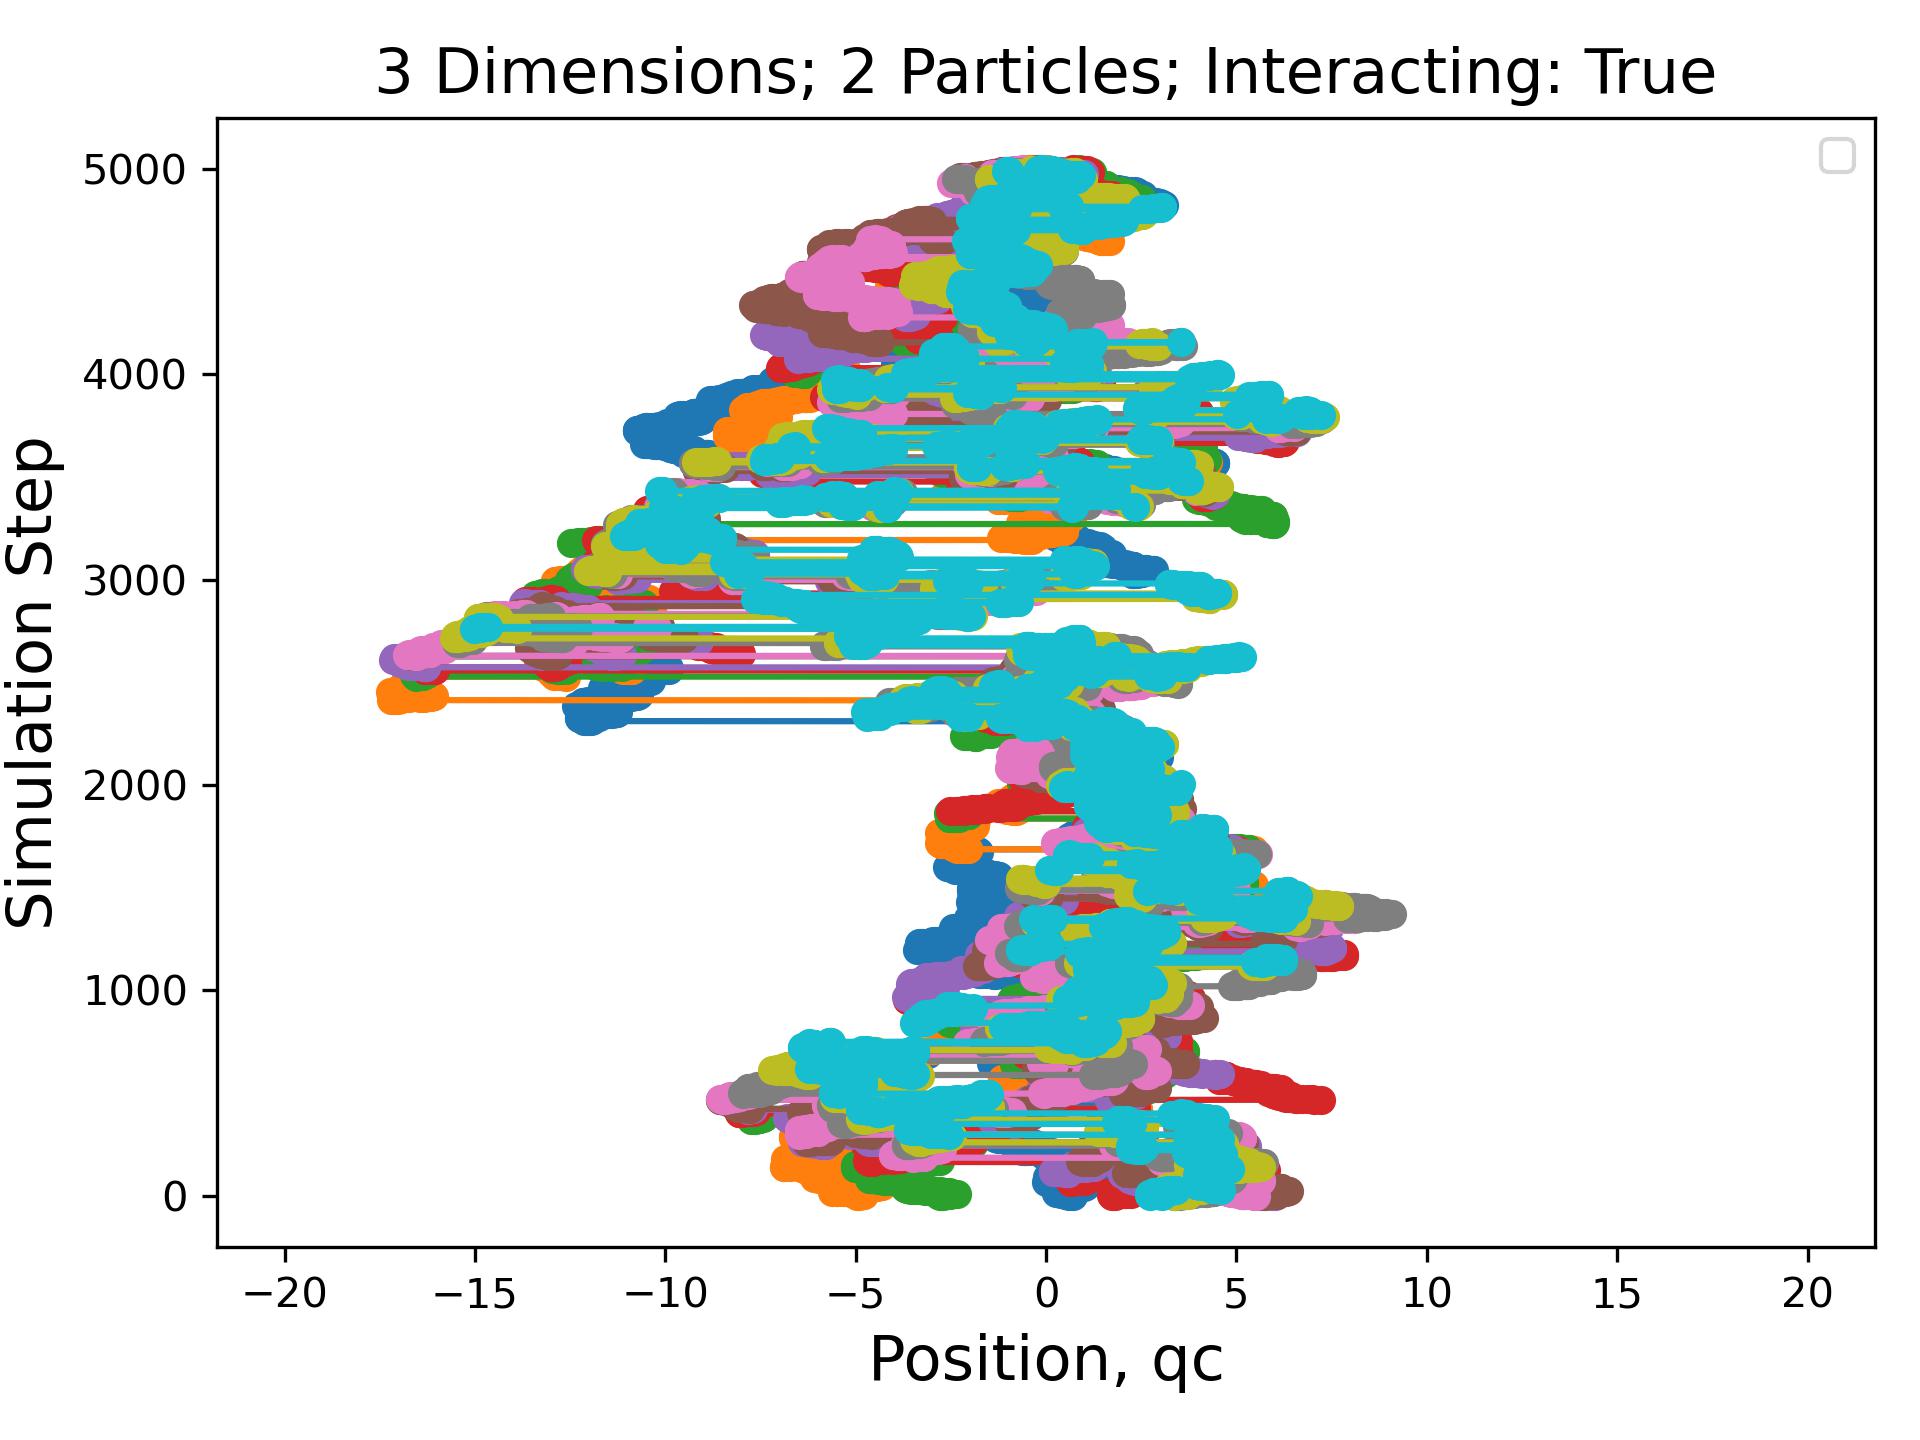 3 Dimensions; 2 Particles; Interacting: True
Simulation Step
5000
4000
3000
2000
1000
0
−20 −15 −10 −5 0 5 10 15 20
Position, qc